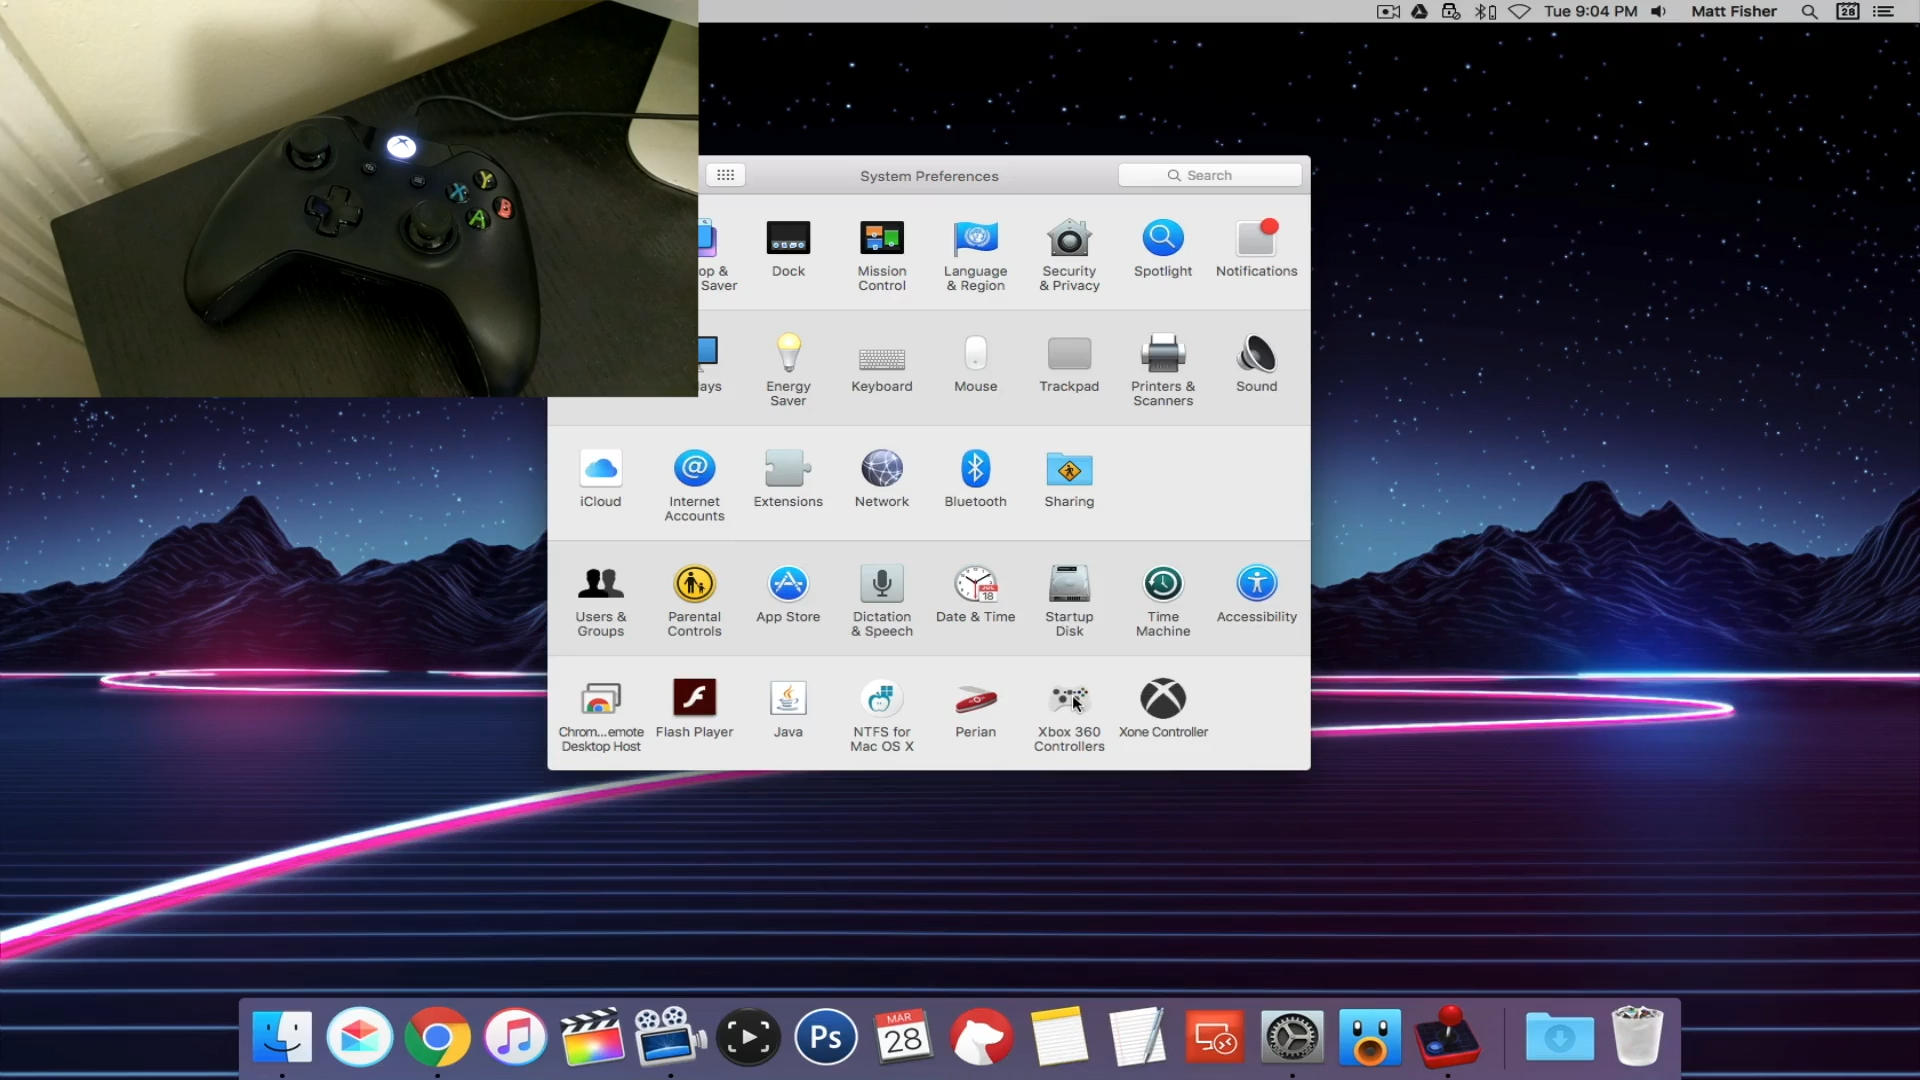 Tue 9:04 PM
Matt Fisher
28
System Preferences
Search
op &
Saver
Dock
Mission
Control
Language
& Region
Security
& Privacy
Spotlight
Notifications
ays
Energy
Saver
Keyboard
Mouse
Trackpad
Printers &
Scanners
Sound
iCloud
Internet
Accounts
Extensions
Network
Bluetooth
Sharing
Users &
Groups
Parental
Controls
App Store
Dictation
& Speech
Date & Time
JUL
18
Startup
Disk
Time
Machine
Accessibility
Chrom...emote
Desktop Host
Flash Player
Java
NTFS for
Mac OS X
Perian
Xbox 360
Controllers
Xone Controller
X
Y
A
B
Ps
MAR
28